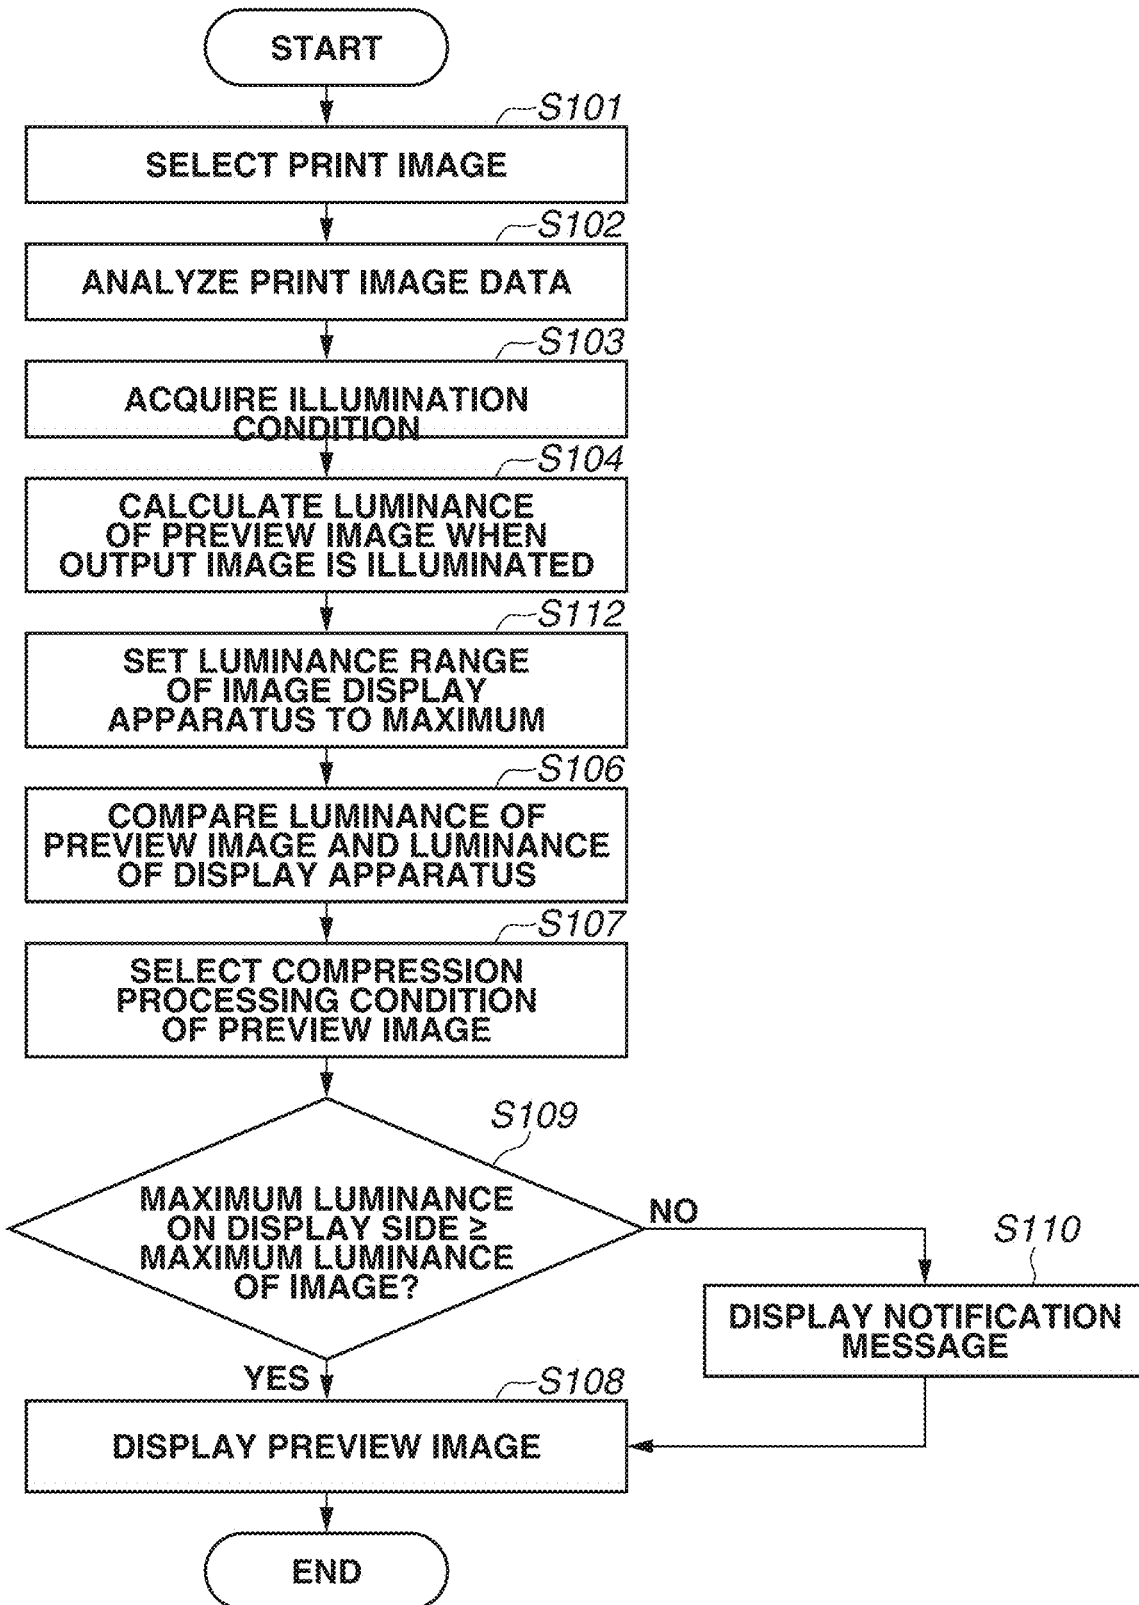 START
S101
SELECT PRINT IMAGE
S102
ANALYZE PRINT IMAGE DATA
S103
ACQUIRE ILLUMINATION
CONDITION
S104
CALCULATE LUMINANCE
OF PREVIEW IMAGE WHEN
OUTPUT IMAGE IS ILLUMINATED
S112
SET LUMINANCE RANGE
OF IMAGE DISPLAY
APPARATUS TO MAXIMUM
S106
COMPARE LUMINANCE OF
PREVIEW IMAGE AND LUMINANCE
OF DISPLAY APPARATUS
S107
SELECT COMPRESSION
PROCESSING CONDITION
OF PREVIEW IMAGE
S109
MAXIMUM LUMINANCE
ON DISPLAY SIDE ≥
MAXIMUM LUMINANCE
OF IMAGE?
NO
S110
DISPLAY NOTIFICATION
MESSAGE
YES
S108
DISPLAY PREVIEW IMAGE
END